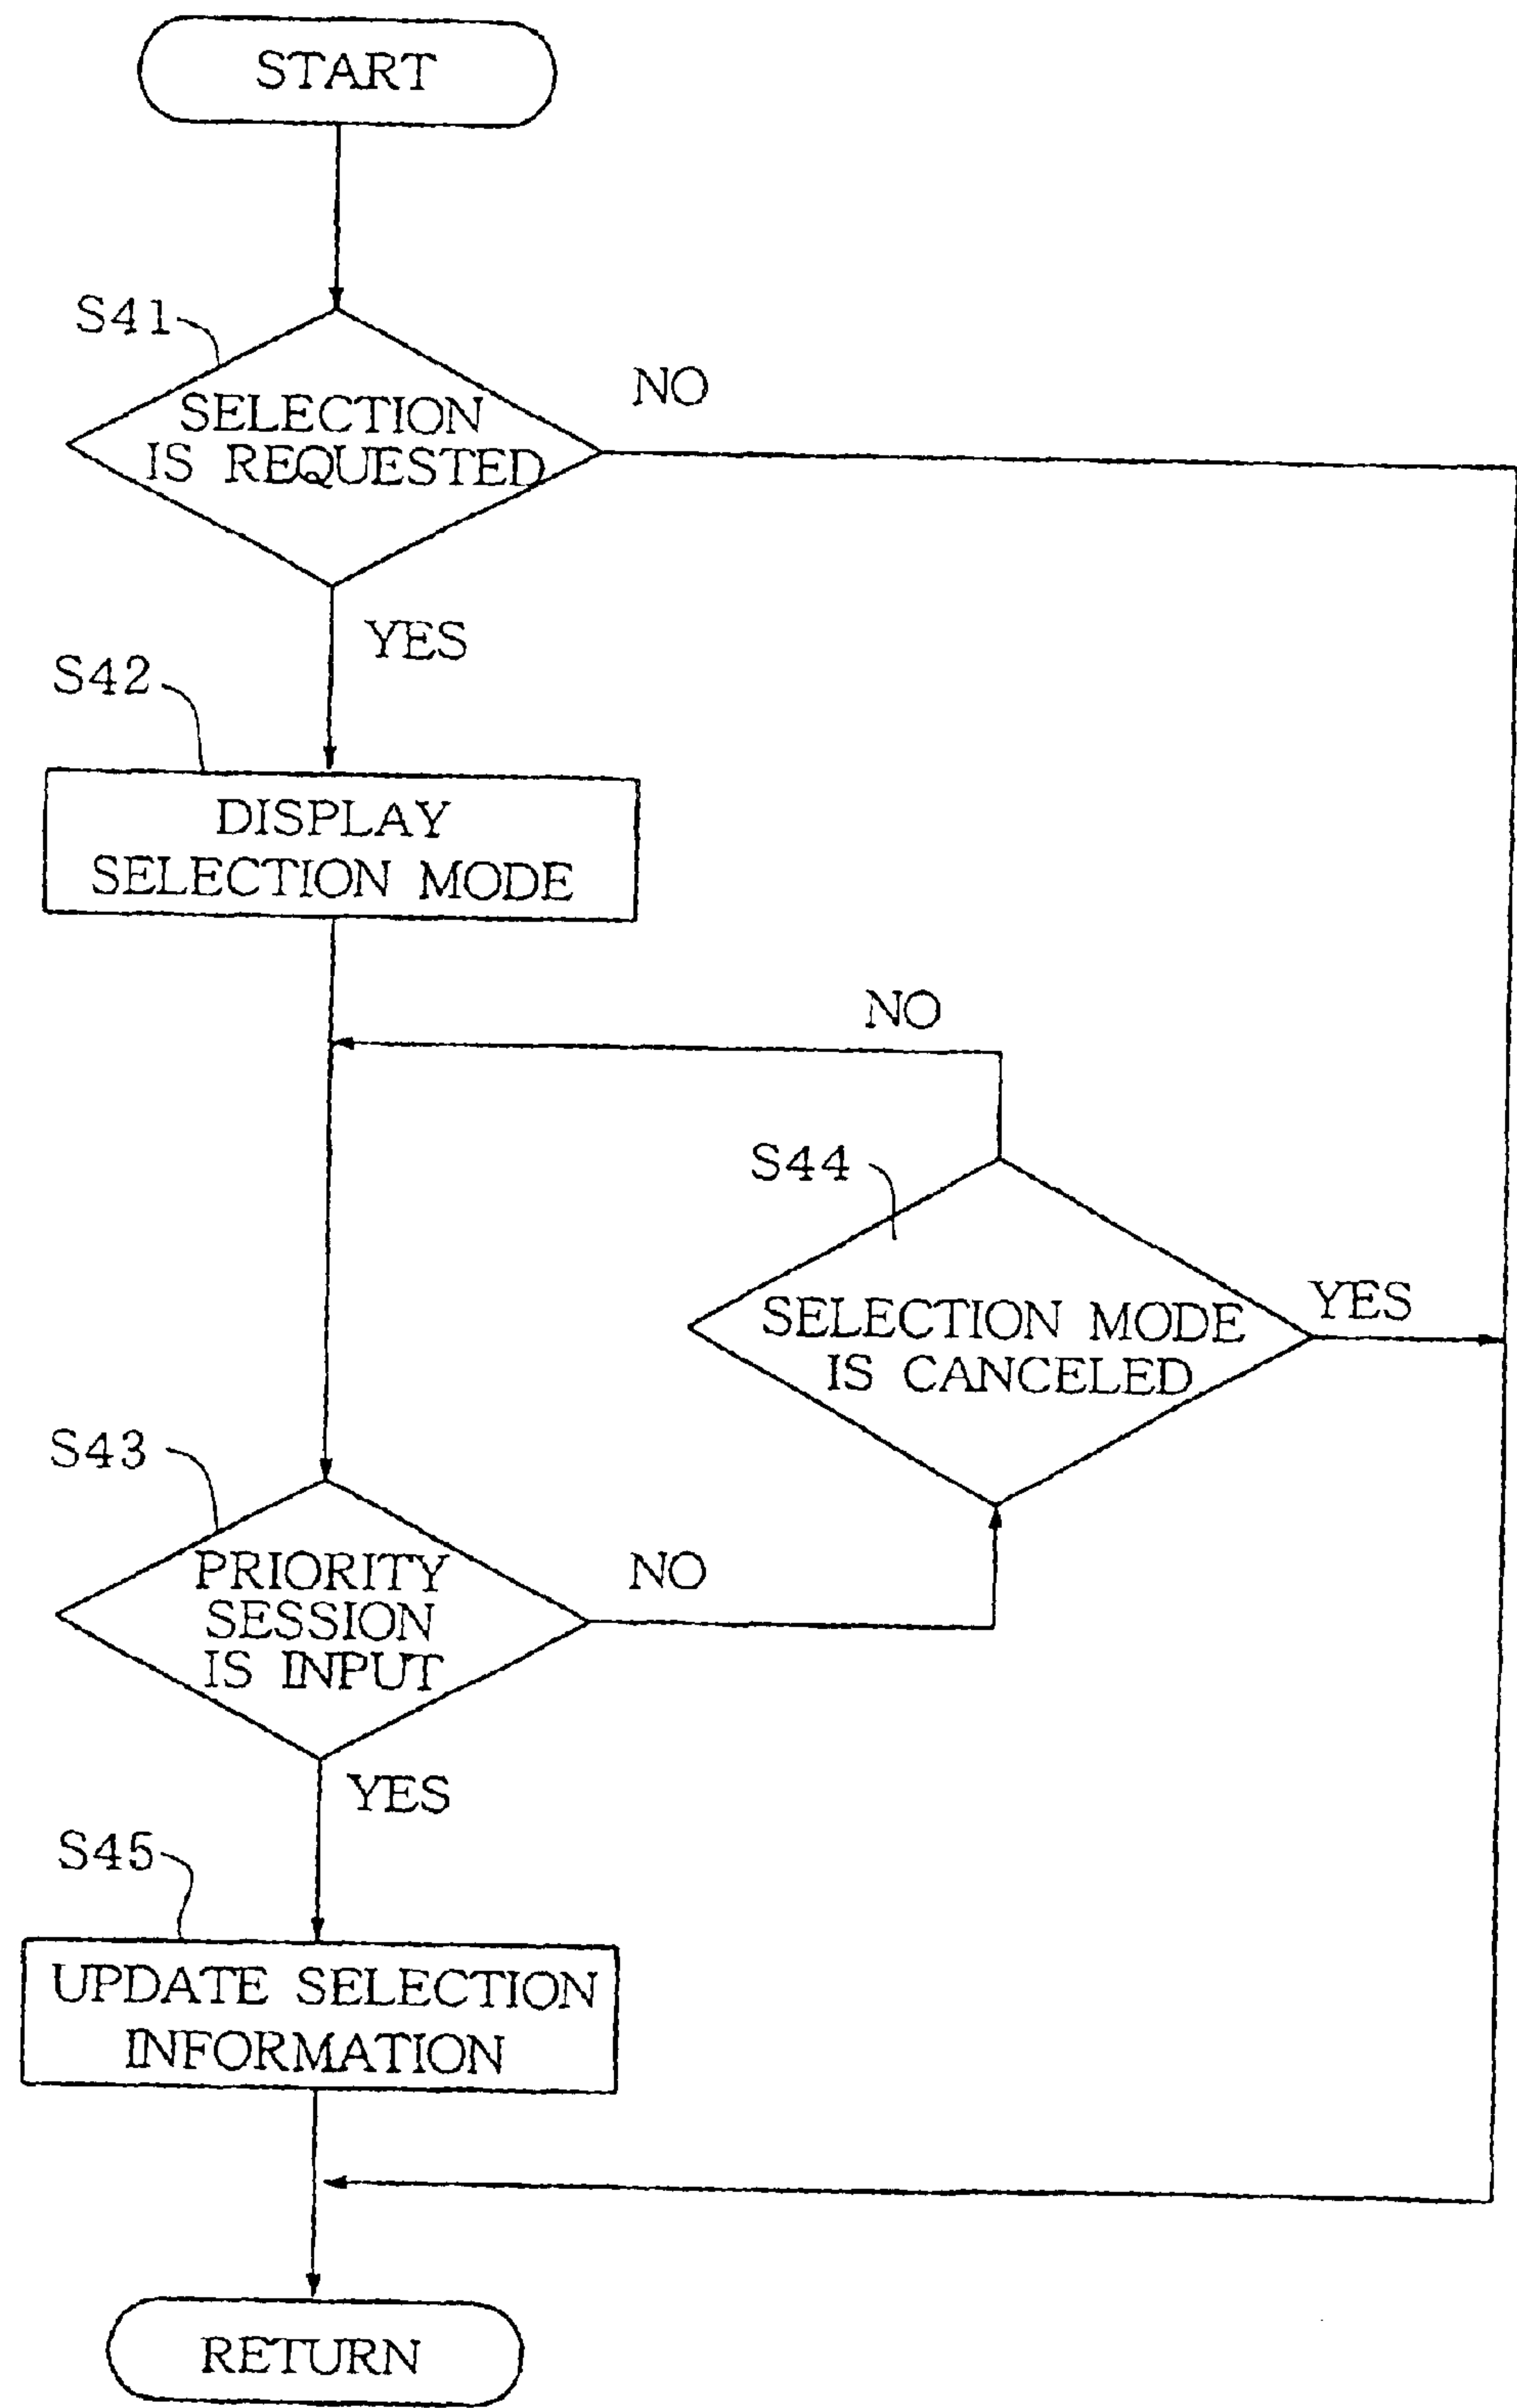 START
S41
SELECTION
IS REQUESTED
NO
YES
S42
DISPLAY
SELECTION MODE
NO
S44
SELECTION MODE
IS CANCELED
YES
S43
PRIORITY
SESSION
IS INPUT
NO
YES
S45
UPDATE SELECTION
INFORMATION
RETURN